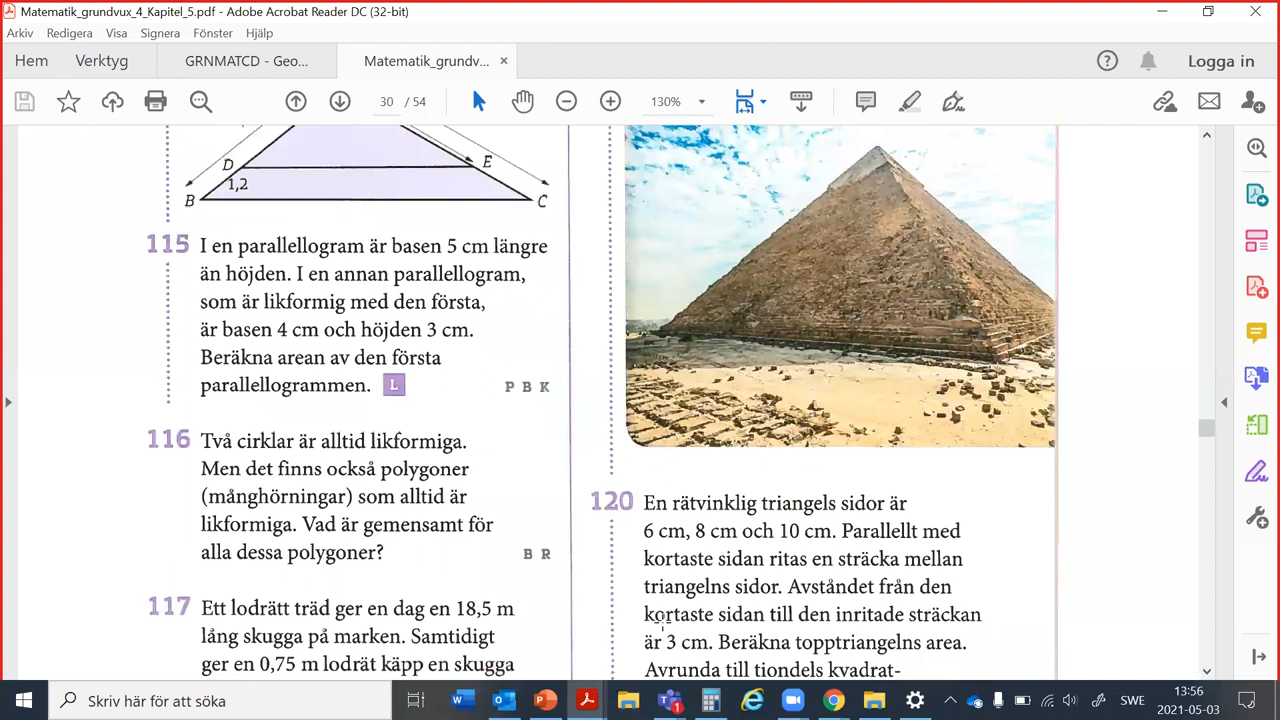 Matematik_grundvux_4_Kapitel_5.pdf - Adobe Acrobat Reader DC (32-bit)
Arkiv Redigera Visa Signera Fönster Hjälp
Hem Verktyg GRNMATCD - Geo... Matematik_grundv... × Logga in
30 / 54 130%
D E
1,2
B C
115 I en parallellogram är basen 5 cm längre
än höjden. I en annan parallellogram,
som är likformig med den första,
är basen 4 cm och höjden 3 cm.
Beräkna arean av den första
parallellogrammen. L P B K
116 Två cirklar är alltid likformiga.
Men det finns också polygoner
(månghörningar) som alltid är
likformiga. Vad är gemensamt för
alla dessa polygoner? B R
117 Ett lodrätt träd ger en dag en 18,5 m
lång skugga på marken. Samtidigt
ger en 0,75 m lodrät käpp en skugga
120 En rätvinklig triangels sidor är
6 cm, 8 cm och 10 cm. Parallellt med
kortaste sidan ritas en sträcka mellan
triangelns sidor. Avståndet från den
kortaste sidan till den inritade sträckan
är 3 cm. Beräkna topptriangelns area.
Avrunda till tiondels kvadrat-
Skriv här för att söka
SWE
13:56
2021-05-03